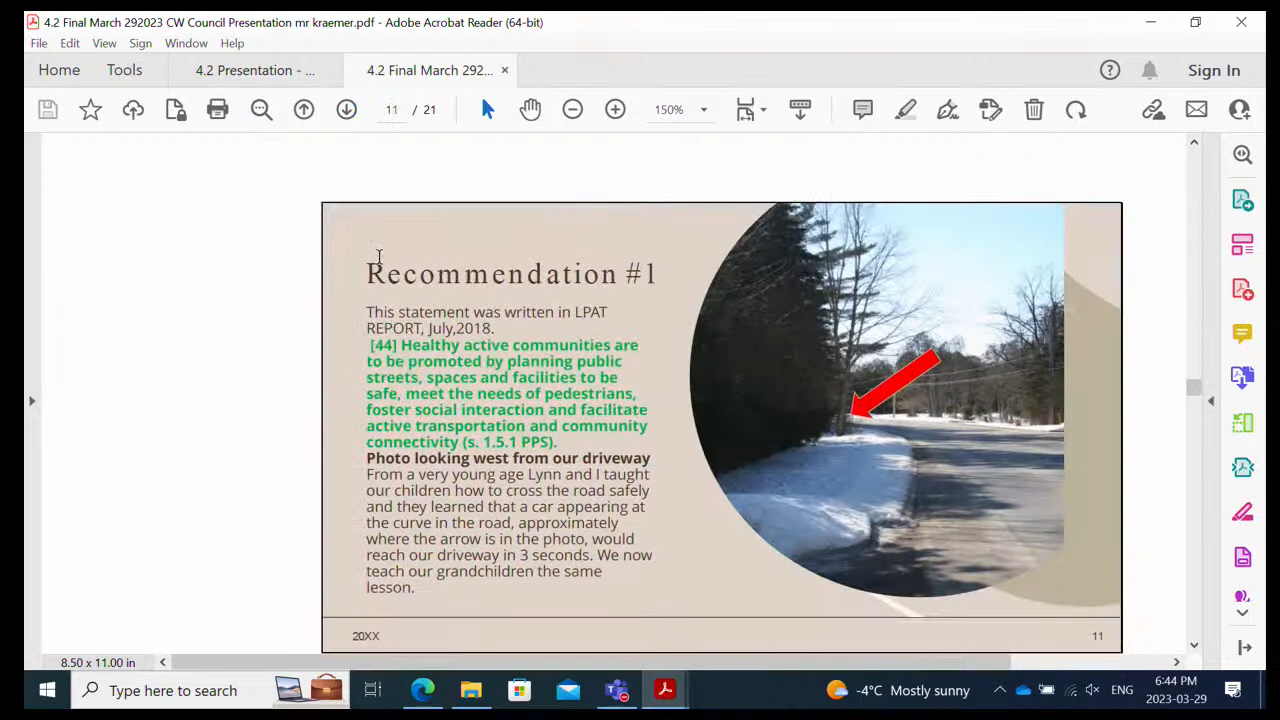 4.2 Final March 292023 CW Council Presentation mr kraemer.pdf - Adobe Acrobat Reader (64-bit)
File Edit View Sign Window Help
Home Tools 4.2 Presentation - ... 4.2 Final March 292... × Sign In
11 / 21 150%
Recommendation #1
This statement was written in LPAT
REPORT, July,2018.
[44] Healthy active communities are
to be promoted by planning public
streets, spaces and facilities to be
safe, meet the needs of pedestrians,
foster social interaction and facilitate
active transportation and community
connectivity (s. 1.5.1 PPS).
Photo looking west from our driveway
From a very young age Lynn and I taught
our children how to cross the road safely
and they learned that a car appearing at
the curve in the road, approximately
where the arrow is in the photo, would
reach our driveway in 3 seconds. We now
teach our grandchildren the same
lesson.
20XX 11
8.50 x 11.00 in
Type here to search -4°C Mostly sunny ENG 6:44 PM
2023-03-29